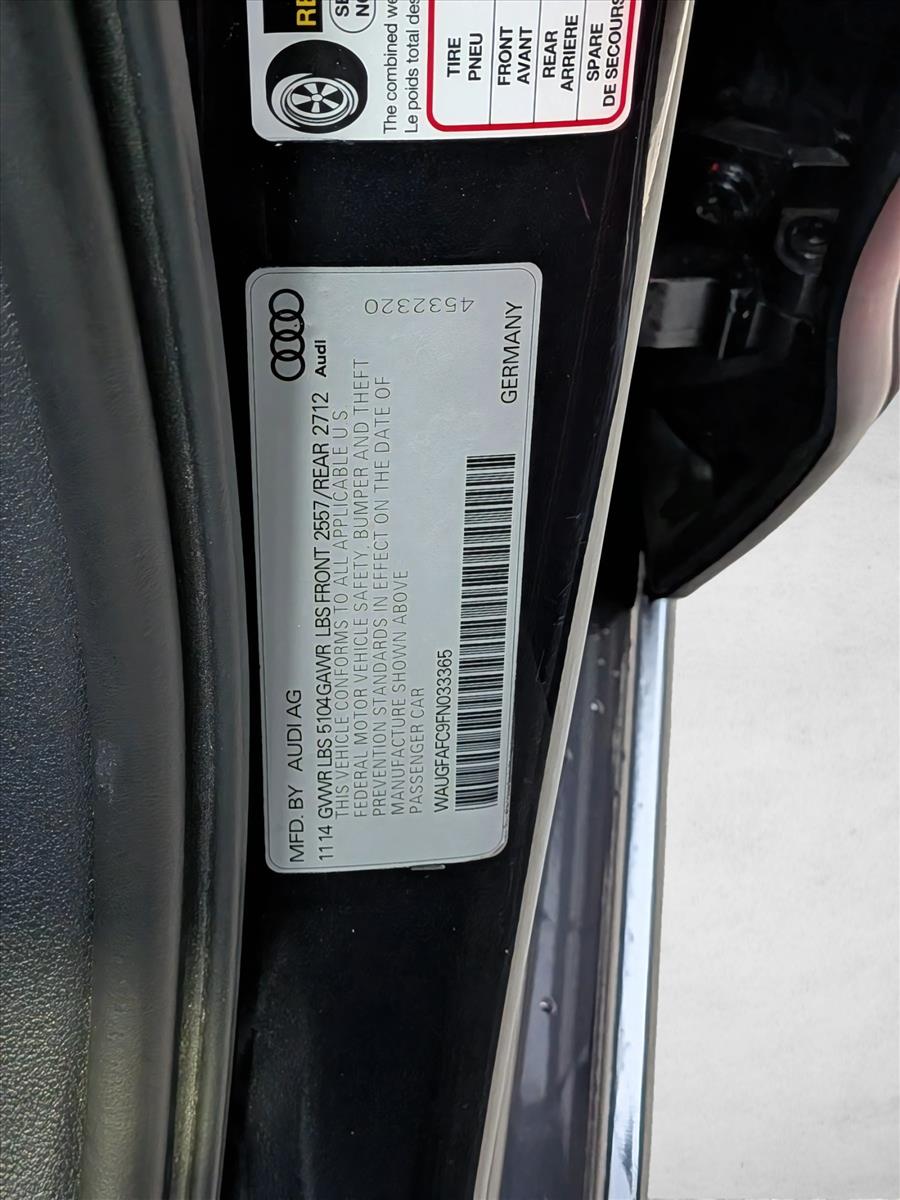 The combined we
Le poids total des
TIRE
PNEU
FRONT
AVANT
REAR
ARRIERE
SPARE
DE SECOURS
MFD. BY AUDI AG
Audi
1114 GVWR LBS 5104GAWR LBS FRONT 2557/REAR 2712
THIS VEHICLE CONFORMS TO ALL APPLICABLE U S
FEDERAL MOTOR VEHICLE SAFETY, BUMPER AND THEFT
PREVENTION STANDARDS IN EFFECT ON THE DATE OF
MANUFACTURE SHOWN ABOVE
PASSENGER CAR
4532320
WAUGFAFC9FN033365
GERMANY